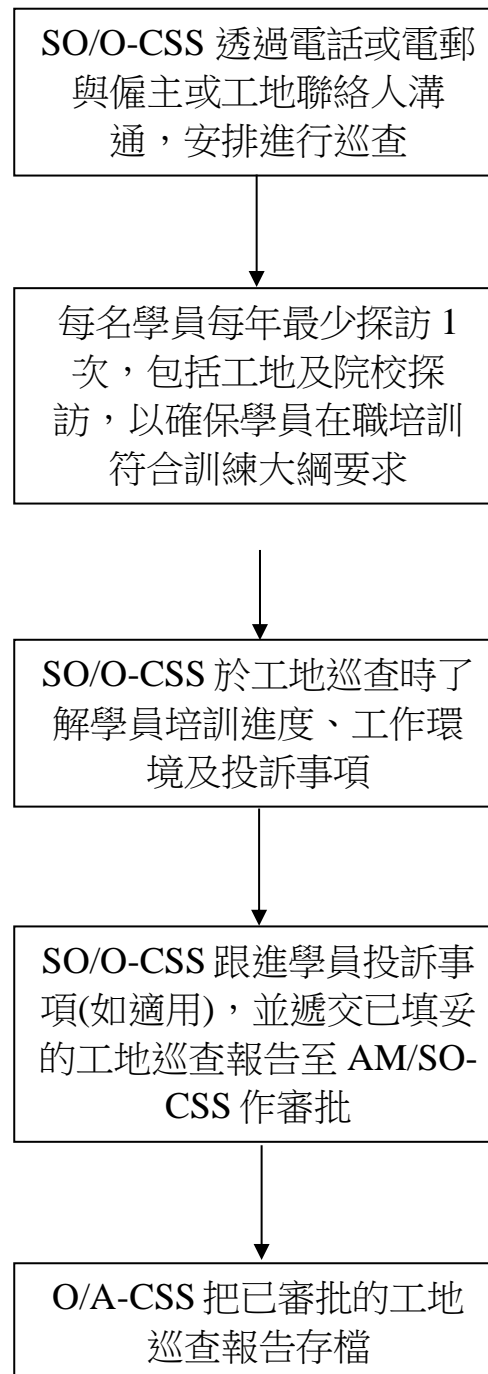 SO/O-CSS 透過電話或電郵
與僱主或工地聯絡人溝
通，安排進行巡查
每名學員每年最少探訪 1
次，包括工地及院校探
訪，以確保學員在職培訓
符合訓練大綱要求
SO/O-CSS 於工地巡查時了
解學員培訓進度、工作環
境及投訴事項
SO/O-CSS 跟進學員投訴事
項(如適用)，並遞交已填妥
的工地巡查報告至 AM/SO-
CSS 作審批
O/A-CSS 把已審批的工地
巡查報告存檔